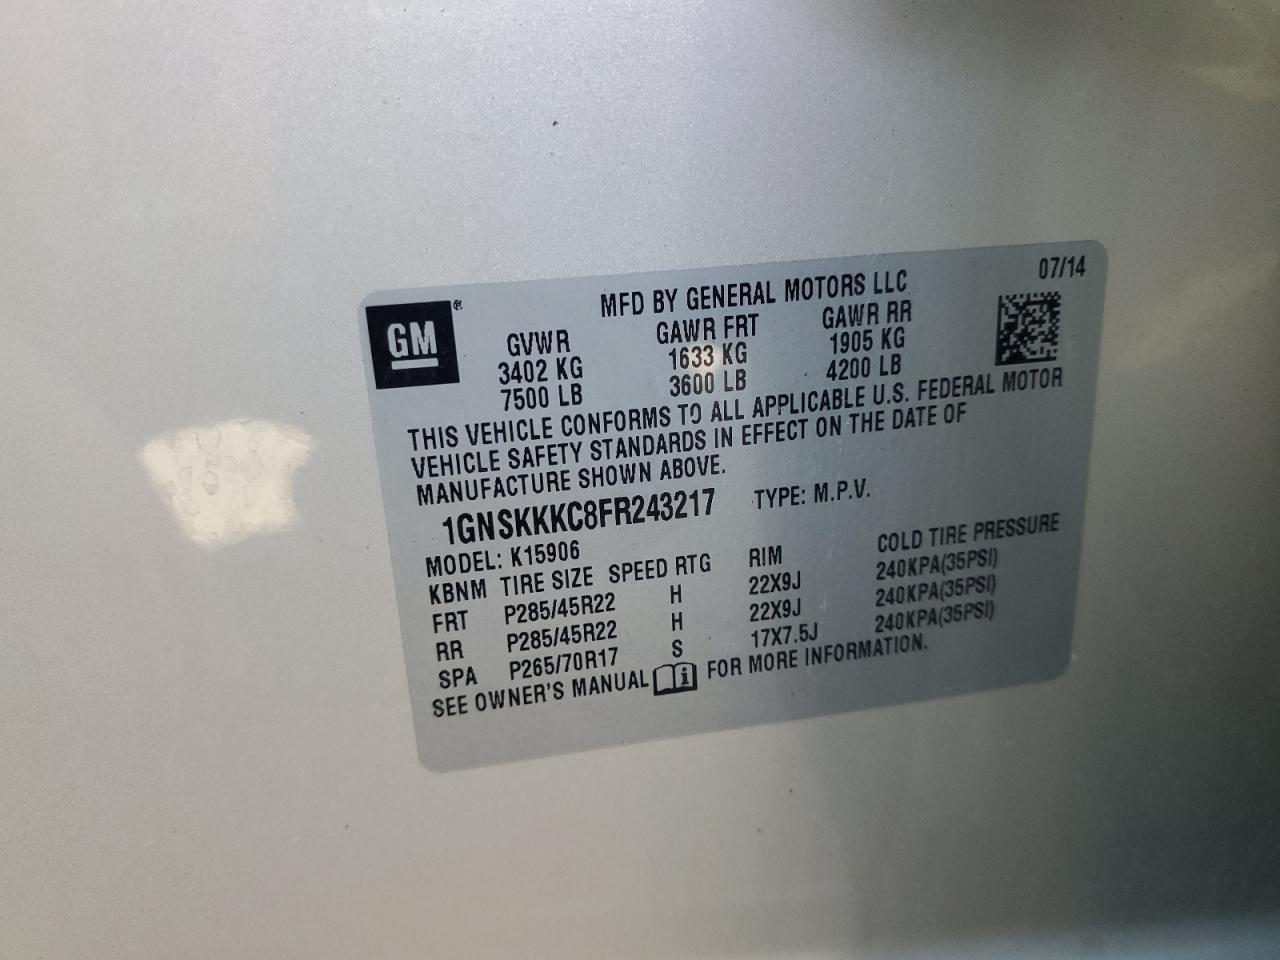 07/14
GM®
MFD BY GENERAL MOTORS LLC
GVWR GAWR FRT GAWR RR
3402 KG 1633 KG 1905 KG
7500 LB 3600 LB 4200 LB
THIS VEHICLE CONFORMS TO ALL APPLICABLE U.S. FEDERAL MOTOR
VEHICLE SAFETY STANDARDS IN EFFECT ON THE DATE OF
MANUFACTURE SHOWN ABOVE.
1GNSKKKC8FR243217 TYPE: M.P.V.
MODEL: K15906
KBNM TIRE SIZE SPEED RTG RIM COLD TIRE PRESSURE
FRT P285/45R22 H 22X9J 240KPA(35PSI)
RR P285/45R22 H 22X9J 240KPA(35PSI)
SPA P265/70R17 S 17X7.5J 240KPA(35PSI)
SEE OWNER'S MANUAL i FOR MORE INFORMATION.